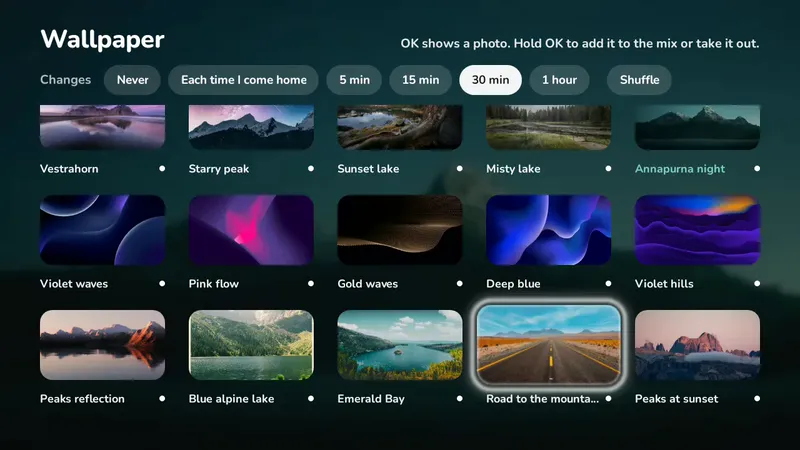 Wallpaper
OK shows a photo. Hold OK to add it to the mix or take it out.
Changes Never Each time I come home 5 min 15 min 30 min 1 hour Shuffle
Vestrahorn Starry peak Sunset lake Misty lake Annapurna night
Violet waves Pink flow Gold waves Deep blue Violet hills
Peaks reflection Blue alpine lake Emerald Bay Road to the mounta... Peaks at sunset